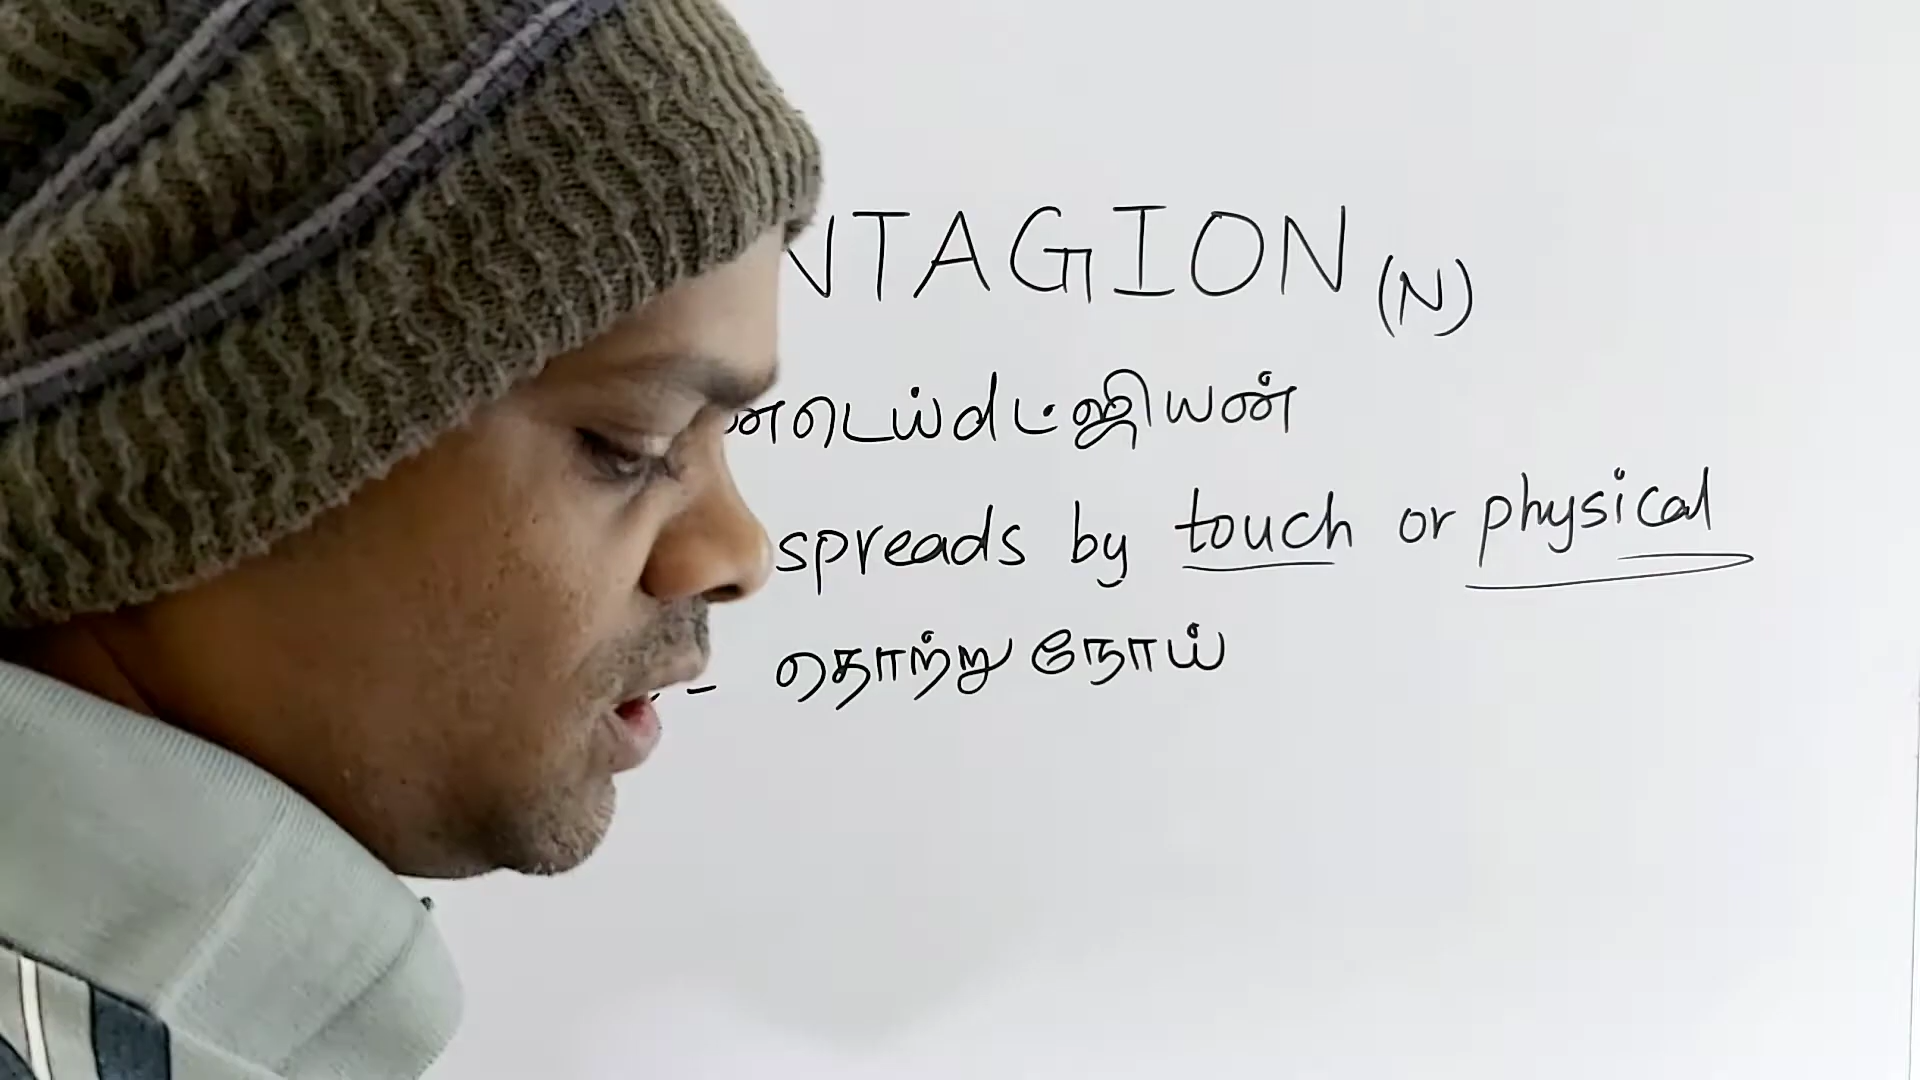 NTAGION (N)
ண்டெய்ட்ஜியன்
spreads by touch or physical
- தொற்று நோய்